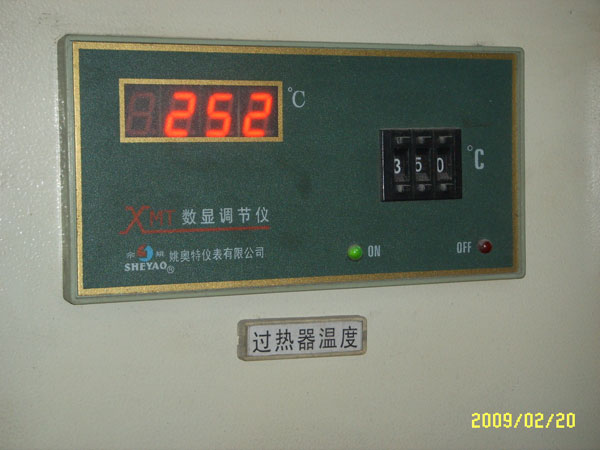 252 °C
350 °C
XMT 数显调节仪
SHEYAO®
姚奥特仪表有限公司
ON OFF
过热器温度
2009/02/20